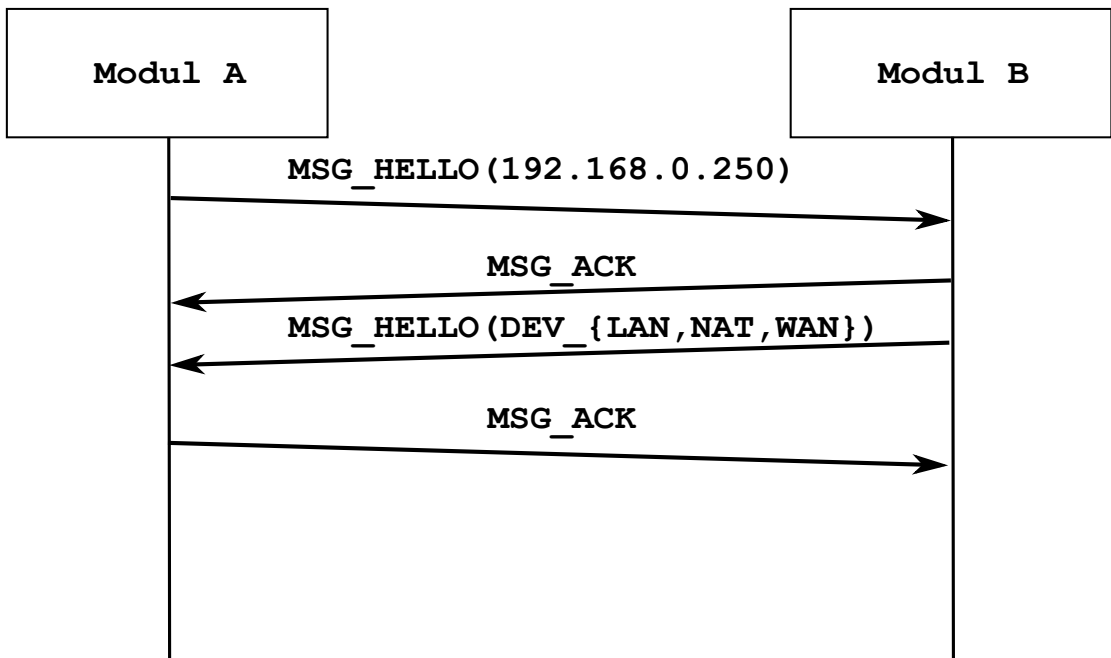 Modul A
Modul B
MSG_HELLO(192.168.0.250)
MSG_ACK
MSG_HELLO(DEV_{LAN,NAT,WAN})
MSG_ACK